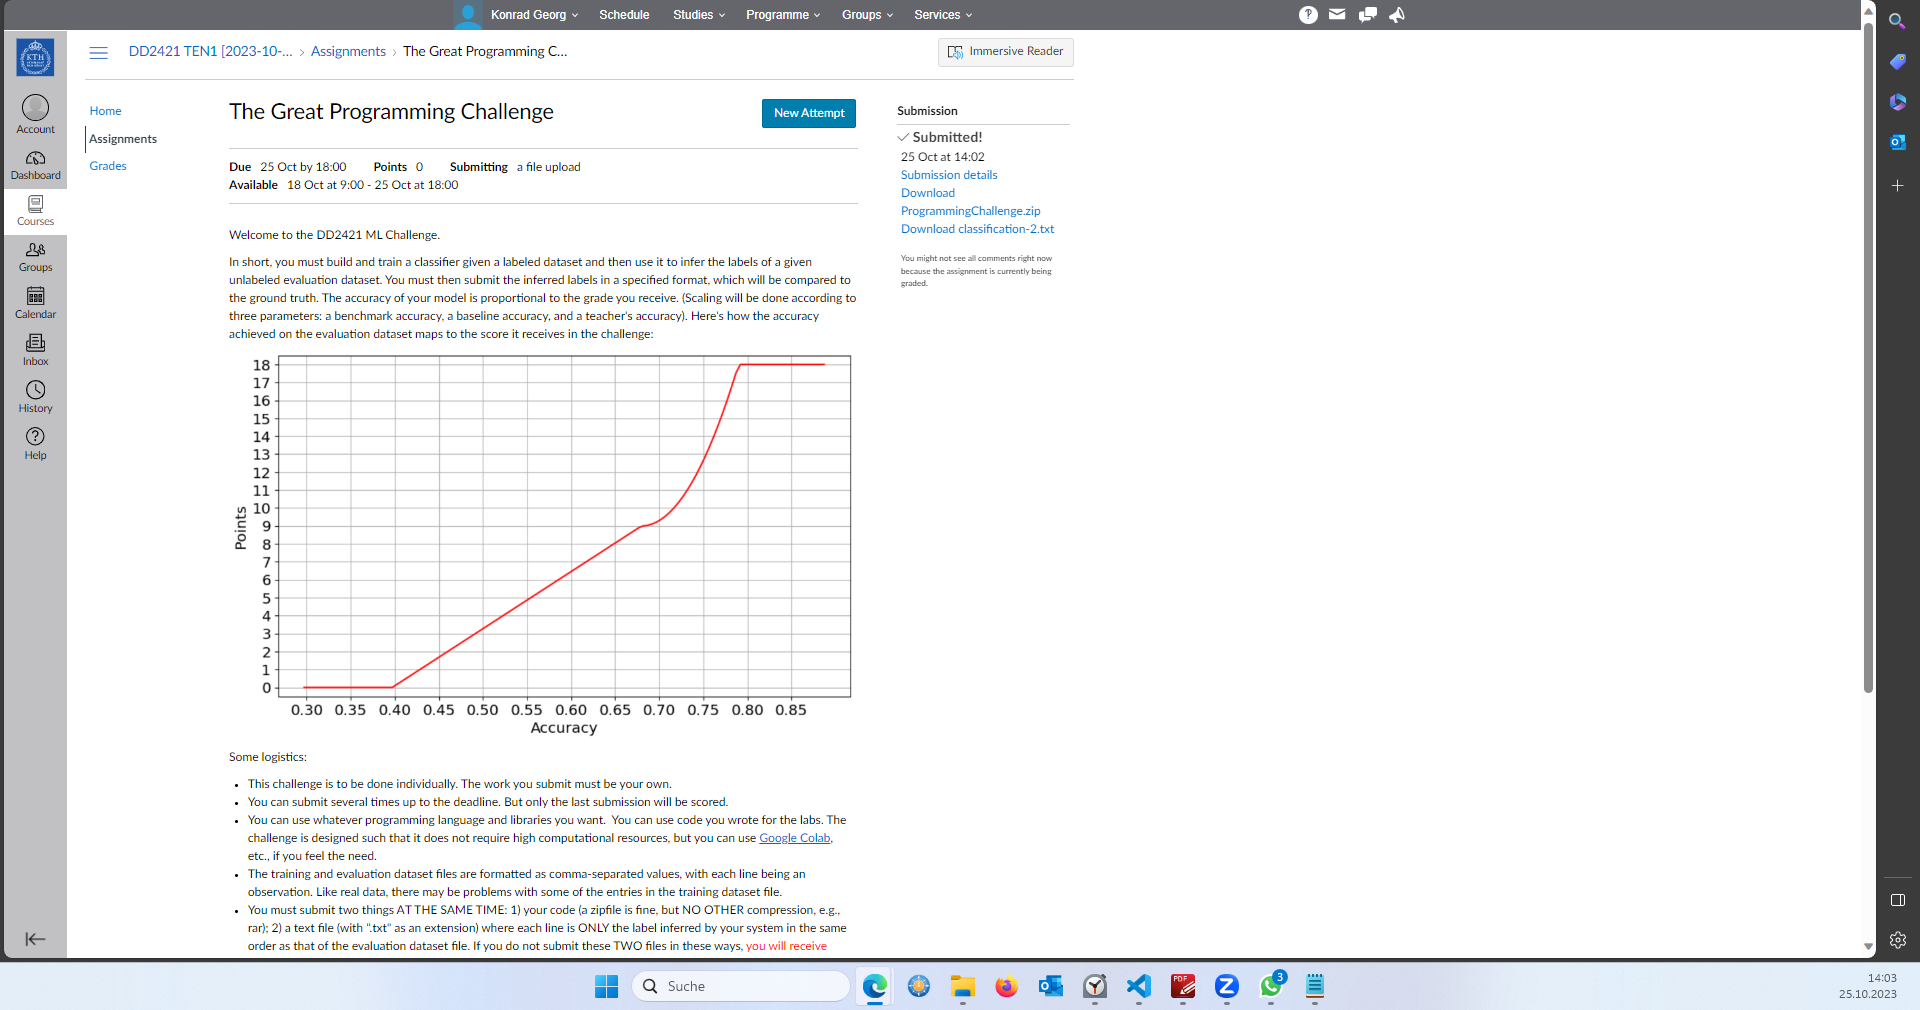 Konrad Georg
Schedule
Studies
Programme
Groups
Services
KTH
DD2421 TEN1 [2023-10-... › Assignments › The Great Programming C...
Immersive Reader
Account
Dashboard
Courses
Groups
Calendar
Inbox
History
Help
Home
Assignments
Grades
The Great Programming Challenge
New Attempt
Due 25 Oct by 18:00 Points 0 Submitting a file upload
Available 18 Oct at 9:00 - 25 Oct at 18:00
Welcome to the DD2421 ML Challenge.
In short, you must build and train a classifier given a labeled dataset and then use it to infer the labels of a given
unlabeled evaluation dataset. You must then submit the inferred labels in a specified format, which will be compared to
the ground truth. The accuracy of your model is proportional to the grade you receive. (Scaling will be done according to
three parameters: a benchmark accuracy, a baseline accuracy, and a teacher's accuracy). Here's how the accuracy
achieved on the evaluation dataset maps to the score it receives in the challenge:
18
17
16
15
14
13
12
11
10
9
8
7
6
5
4
3
2
1
0
Points
0.30 0.35 0.40 0.45 0.50 0.55 0.60 0.65 0.70 0.75 0.80 0.85
Accuracy
Some logistics:
• This challenge is to be done individually. The work you submit must be your own.
• You can submit several times up to the deadline. But only the last submission will be scored.
• You can use whatever programming language and libraries you want. You can use code you wrote for the labs. The
challenge is designed such that it does not require high computational resources, but you can use Google Colab,
etc., if you feel the need.
• The training and evaluation dataset files are formatted as comma-separated values, with each line being an
observation. Like real data, there may be problems with some of the entries in the training dataset file.
• You must submit two things AT THE SAME TIME: 1) your code (a zipfile is fine, but NO OTHER compression, e.g.,
rar); 2) a text file (with ".txt" as an extension) where each line is ONLY the label inferred by your system in the same
order as that of the evaluation dataset file. If you do not submit these TWO files in these ways, you will receive
Submission
Submitted!
25 Oct at 14:02
Submission details
Download
ProgrammingChallenge.zip
Download classification-2.txt
You might not see all comments right now
because the assignment is currently being
graded.
Suche
PDF
3
14:03
25.10.2023